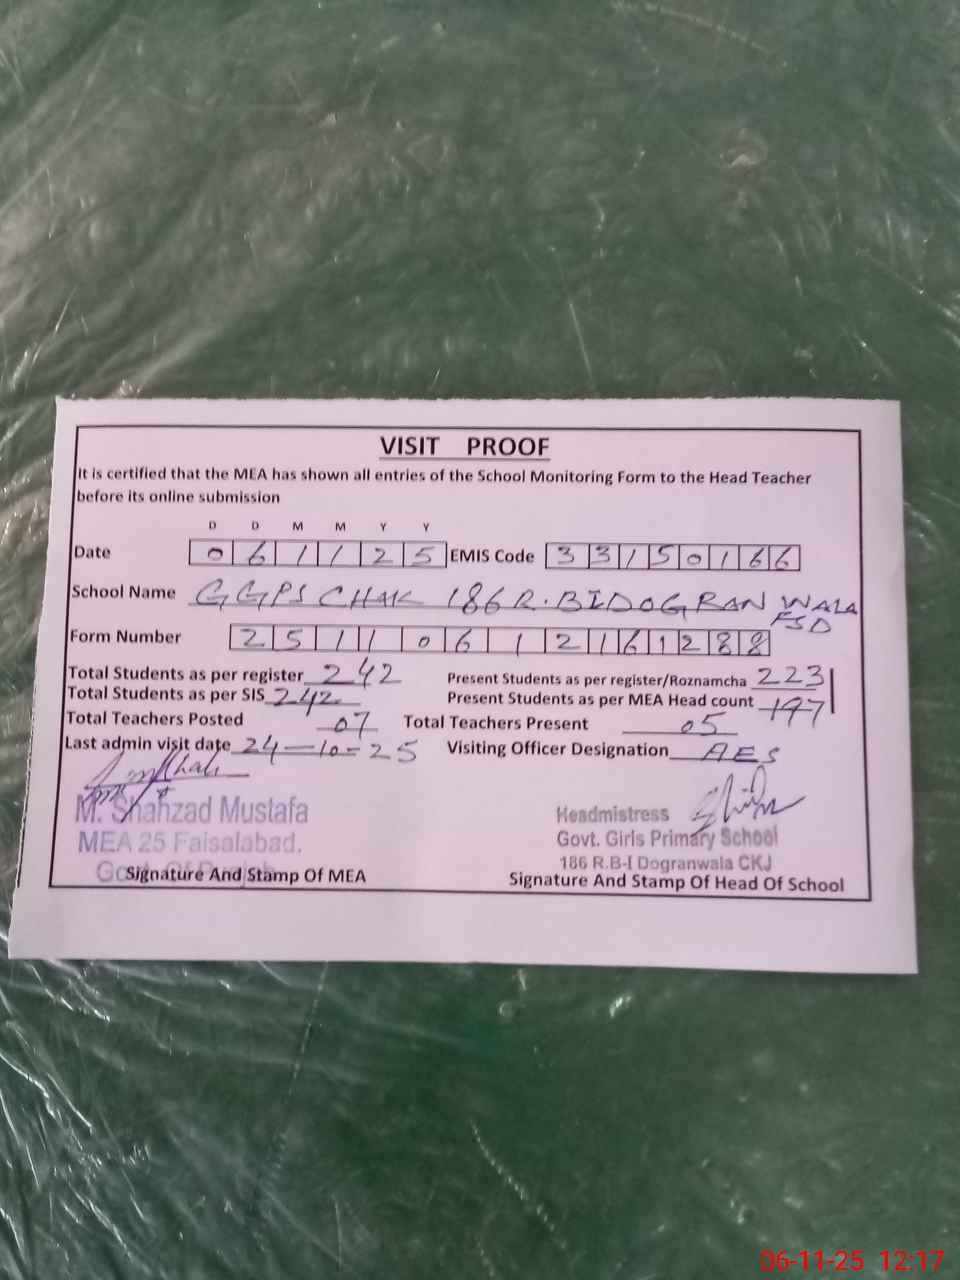 VISIT PROOF
It is certified that the MEA has shown all entries of the School Monitoring Form to the Head Teacher
before its online submission
D D M M Y Y
Date 0 6 1 1 2 5 EMIS Code 3 3 1 5 0 1 6 6
School Name GGPS CHAK 186 R.BIDOGRAN WALA
FSD
Form Number 2 5 1 1 0 6 1 2 1 6 1 2 8 8
Total Students as per register 242 Present Students as per register/Roznamcha 223
Total Students as per SIS 242 Present Students as per MEA Head count 197
Total Teachers Posted 07 Total Teachers Present 05
Last admin visit date 24-10-25 Visiting Officer Designation AES
M. Shahzad Mustafa
MEA 25 Faisalabad.
Govt. Of Punjab
Signature And Stamp Of MEA
Headmistress
Govt. Girls Primary School
186 R.B-I Dogranwala CKJ
Signature And Stamp Of Head Of School
06-11-25 12:17